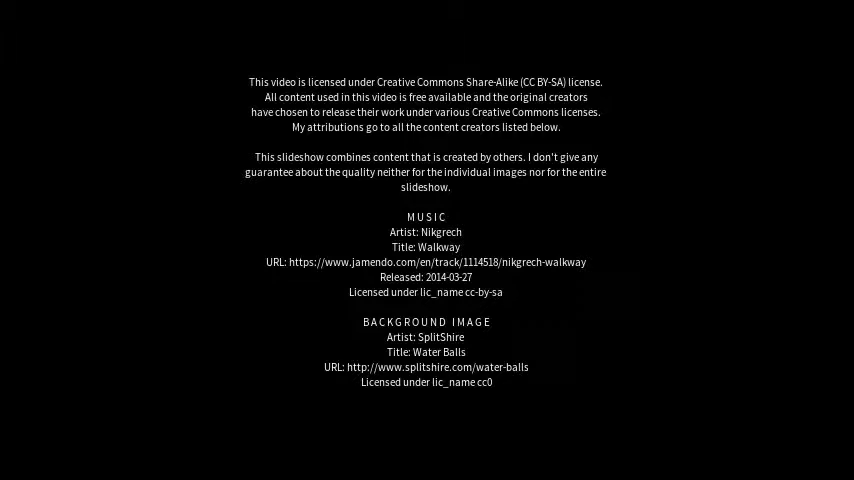 This video is licensed under Creative Commons Share-Alike (CC BY-SA) license.
All content used in this video is free available and the original creators
have chosen to release their work under various Creative Commons licenses.
My attributions go to all the content creators listed below.
This slideshow combines content that is created by others. I don't give any
guarantee about the quality neither for the individual images nor for the entire
slideshow.
MUSIC
Artist: Nikgrech
Title: Walkway
URL: https://www.jamendo.com/en/track/1114518/nikgrech-walkway
Released: 2014-03-27
Licensed under lic_name cc-by-sa
BACKGROUND IMAGE
Artist: SplitShire
Title: Water Balls
URL: http://www.splitshire.com/water-balls
Licensed under lic_name cc0